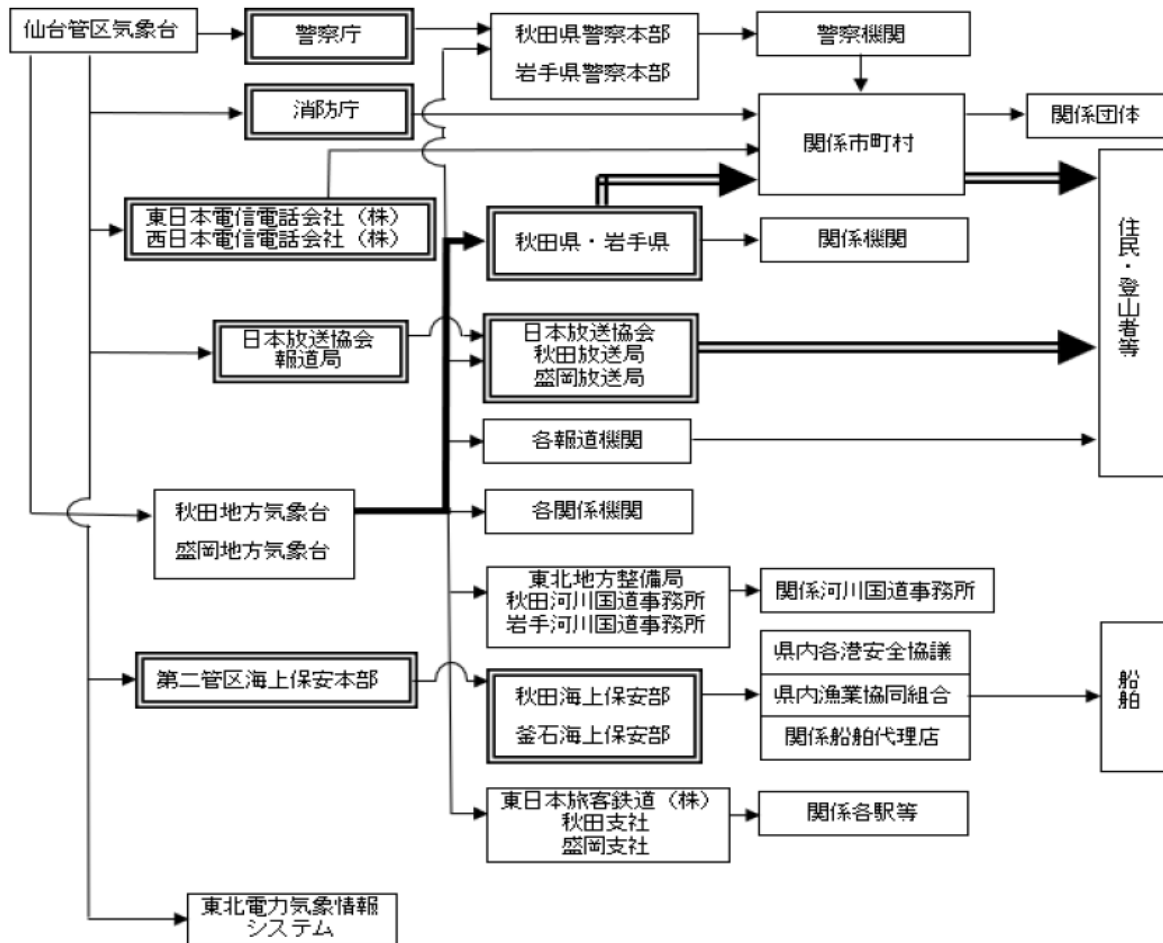 仙台管区気象台
警察庁
秋田県警察本部
岩手県警察本部
警察機関
消防庁
関係市町村
関係団体
東日本電信電話会社（株）
西日本電信電話会社（株）
秋田県・岩手県
関係機関
住民・登山者等
日本放送協会
報道局
日本放送協会
秋田放送局
盛岡放送局
各報道機関
秋田地方気象台
盛岡地方気象台
各関係機関
東北地方整備局
秋田河川国道事務所
岩手河川国道事務所
関係河川国道事務所
第二管区海上保安本部
秋田海上保安部
釜石海上保安部
県内各港安全協議
県内漁業協同組合
関係船舶代理店
船舶
東日本旅客鉄道（株）
秋田支社
盛岡支社
関係各駅等
東北電力気象情報
システム